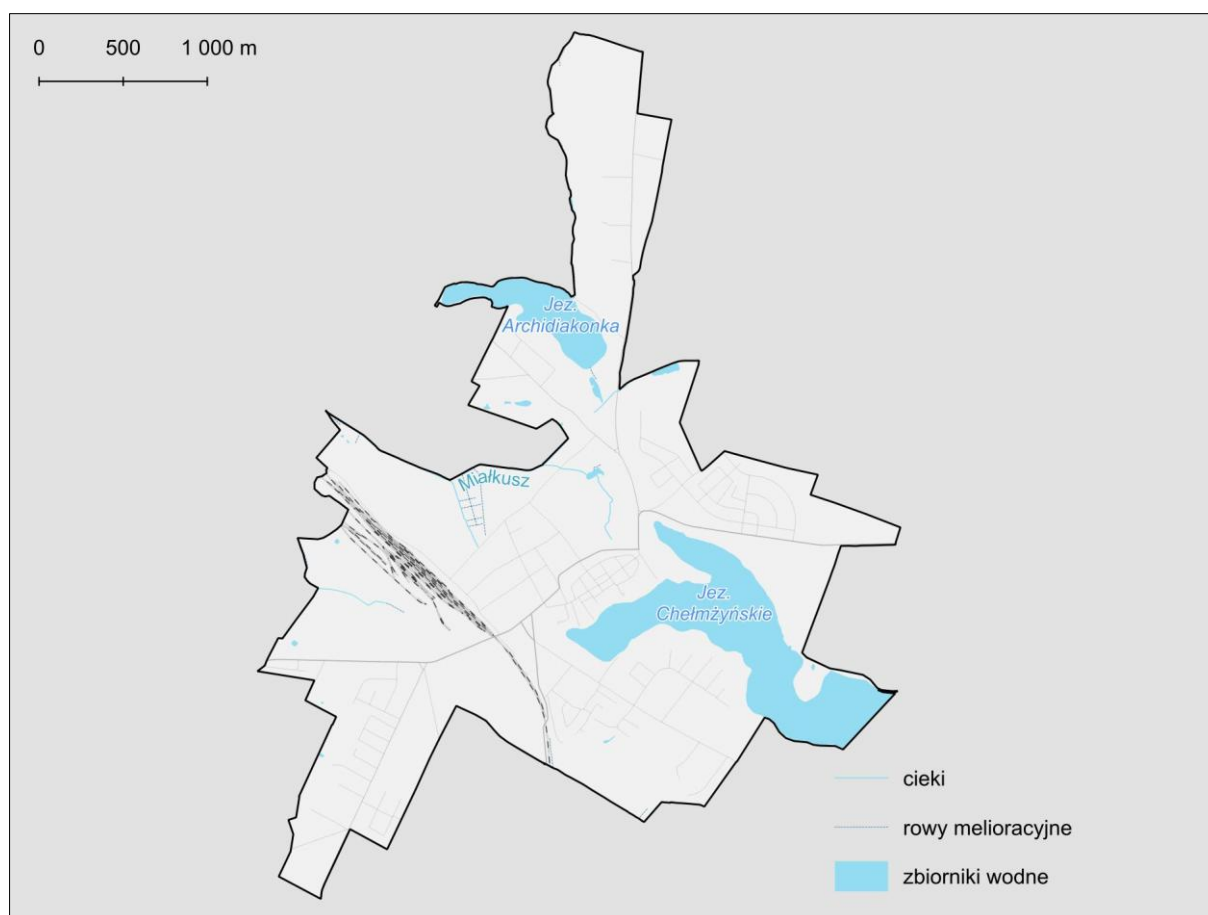 0 500 1 000 m
Jez.
Archidiakonka
Miałkusz
Jez.
Chełmżyńskie
cieki
rowy melioracyjne
zbiorniki wodne